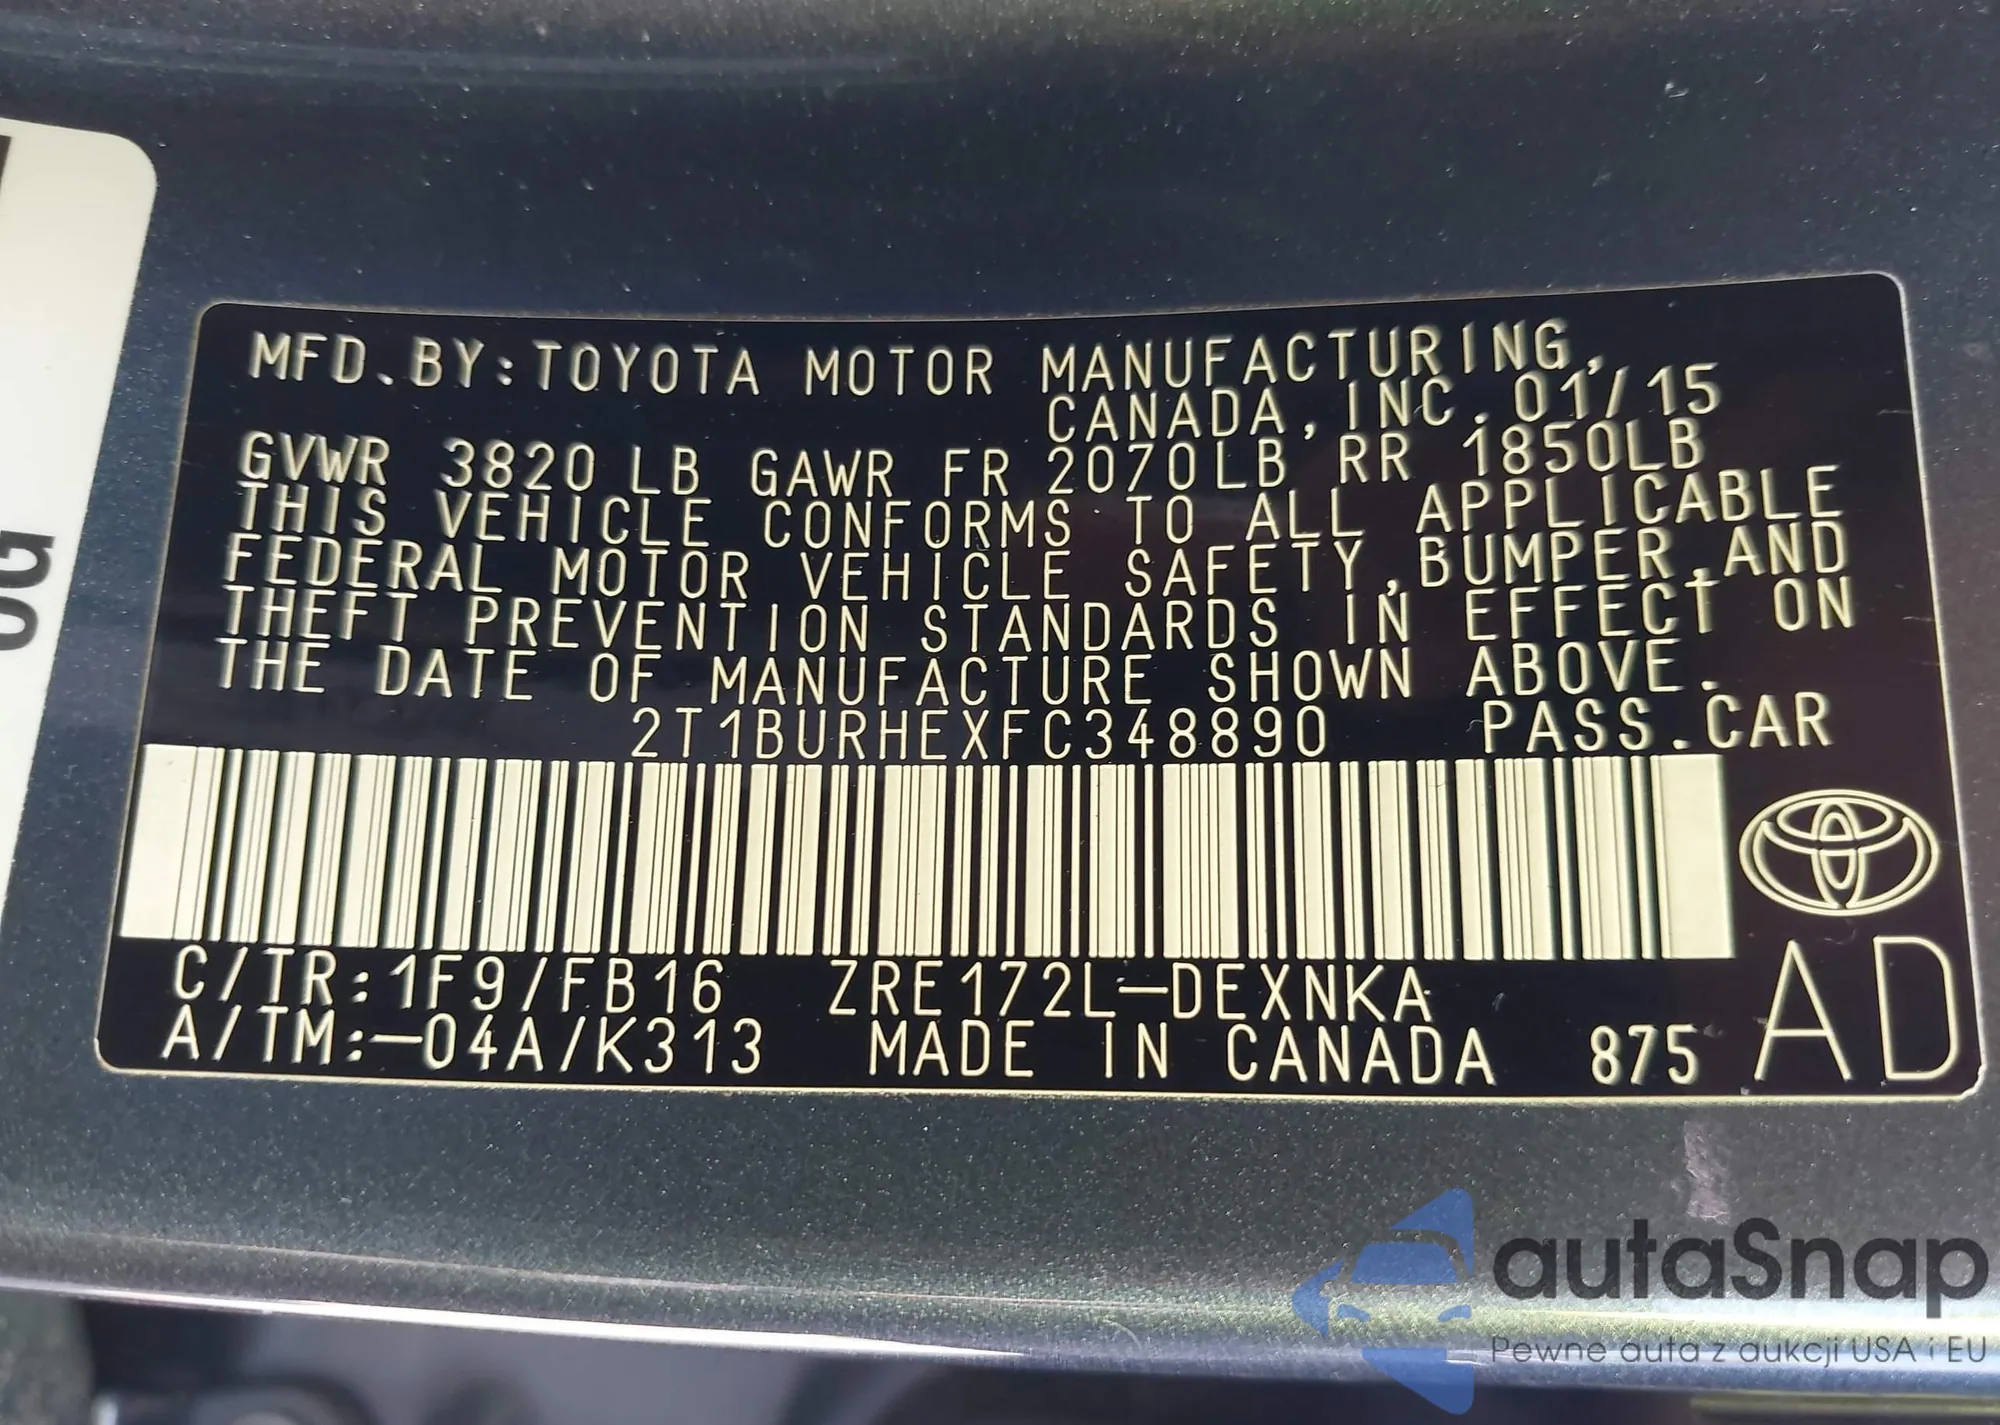 MFD.BY:TOYOTA MOTOR MANUFACTURING,
CANADA,INC.01/15
GVWR 3820LB GAWR FR 2070LB RR 1850LB
THIS VEHICLE CONFORMS TO ALL APPLICABLE
FEDERAL MOTOR VEHICLE SAFETY,BUMPER,AND
THEFT PREVENTION STANDARDS IN EFFECT ON
THE DATE OF MANUFACTURE SHOWN ABOVE.
2T1BURHEXFC348890 PASS.CAR
C/TR:1F9/FB16 ZRE172L-DEXNKA
A/TM:-04A/K313 MADE IN CANADA 875 AD
autaSnap
Pewne auta z aukcji USA i EU